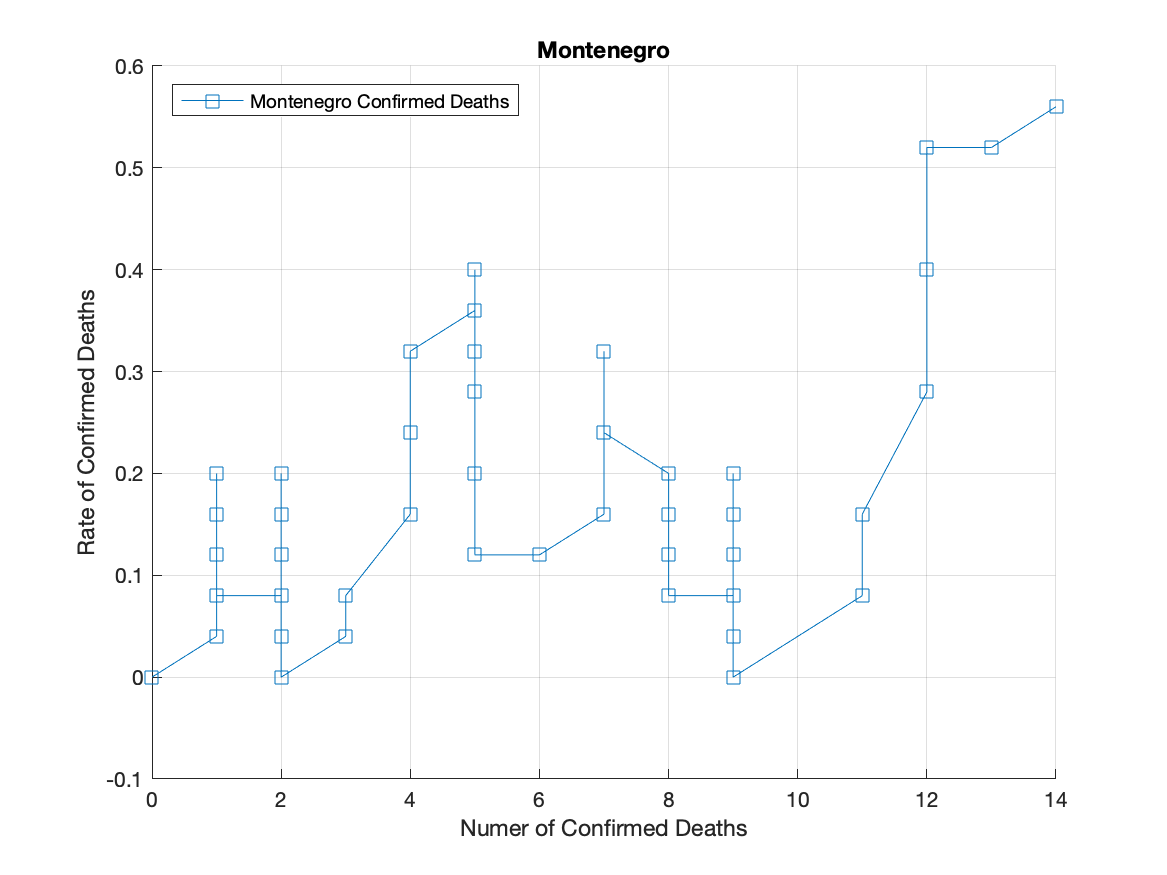 Montenegro
Montenegro Confirmed Deaths
0.6
0.5
0.4
0.3
0.2
0.1
0
-0.1
Rate of Confirmed Deaths
0 2 4 6 8 10 12 14
Numer of Confirmed Deaths